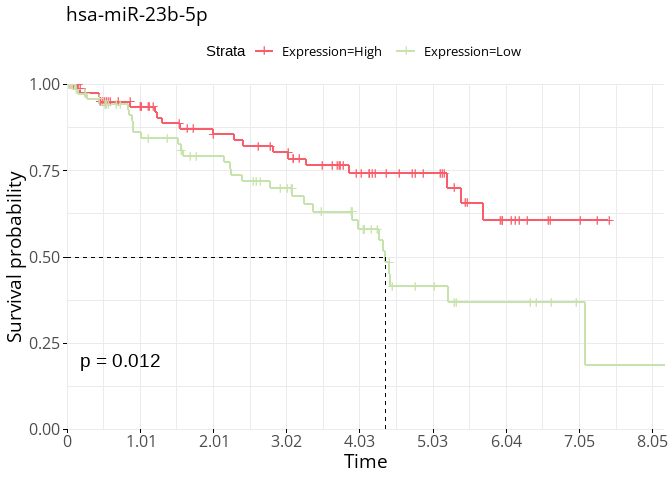 hsa-miR-23b-5p
Strata Expression=High Expression=Low
Survival probability
1.00
0.75
0.50
0.25
0.00
p = 0.012
0 1.01 2.01 3.02 4.03 5.03 6.04 7.05 8.05
Time